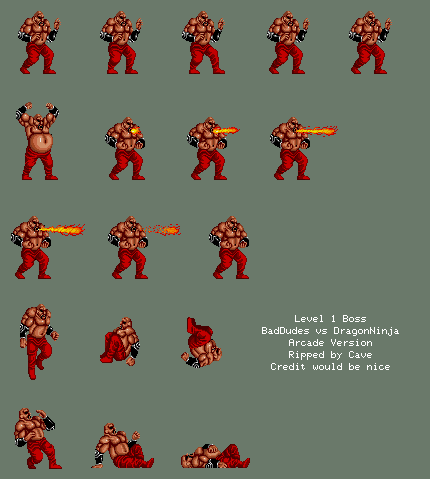 Level 1 Boss
BadDudes vs DragonNinja
Arcade Version
Ripped by Cave
Credit would be nice